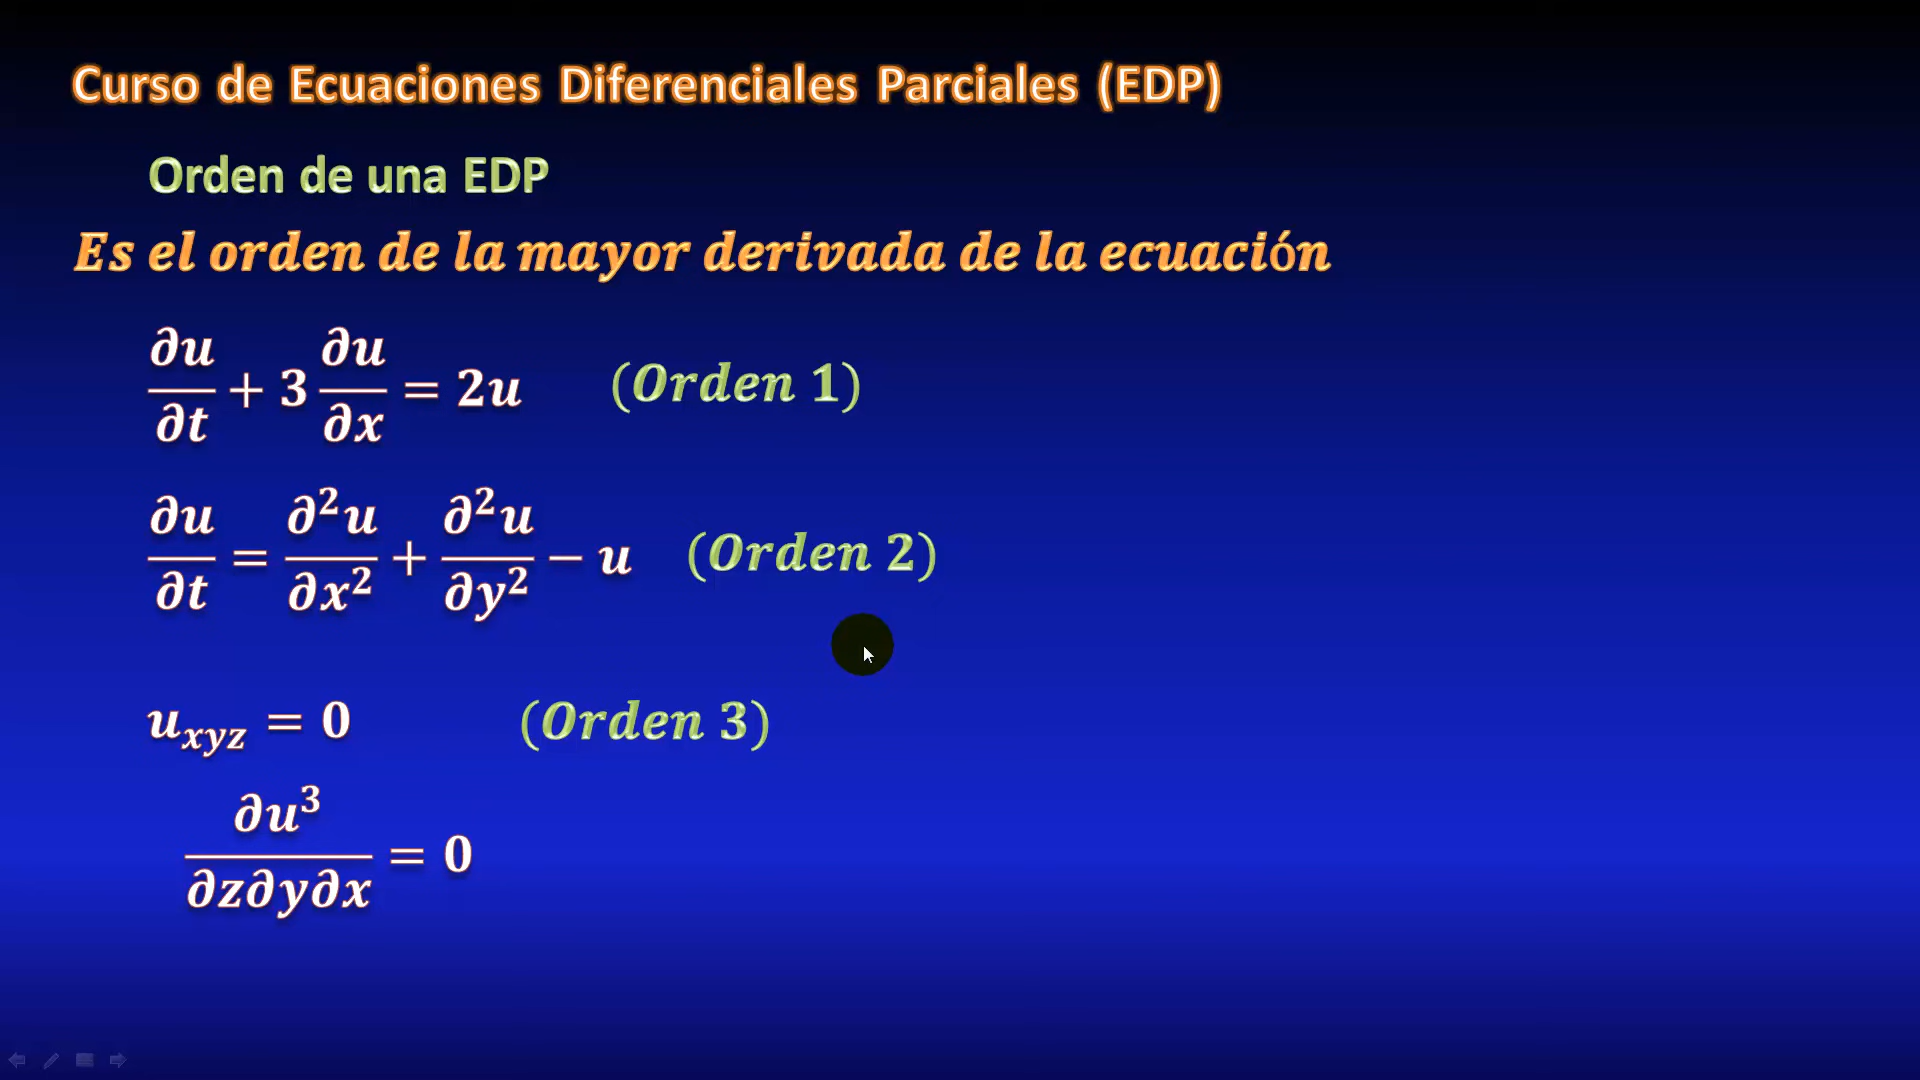 Curso de Ecuaciones Diferenciales Parciales (EDP)
Orden de una EDP
Es el orden de la mayor derivada de la ecuación
∂u/∂t + 3 ∂u/∂x = 2u (Orden 1)
∂u/∂t = ∂²u/∂x² + ∂²u/∂y² − u (Orden 2)
u_xyz = 0 (Orden 3)
∂u³/∂z∂y∂x = 0